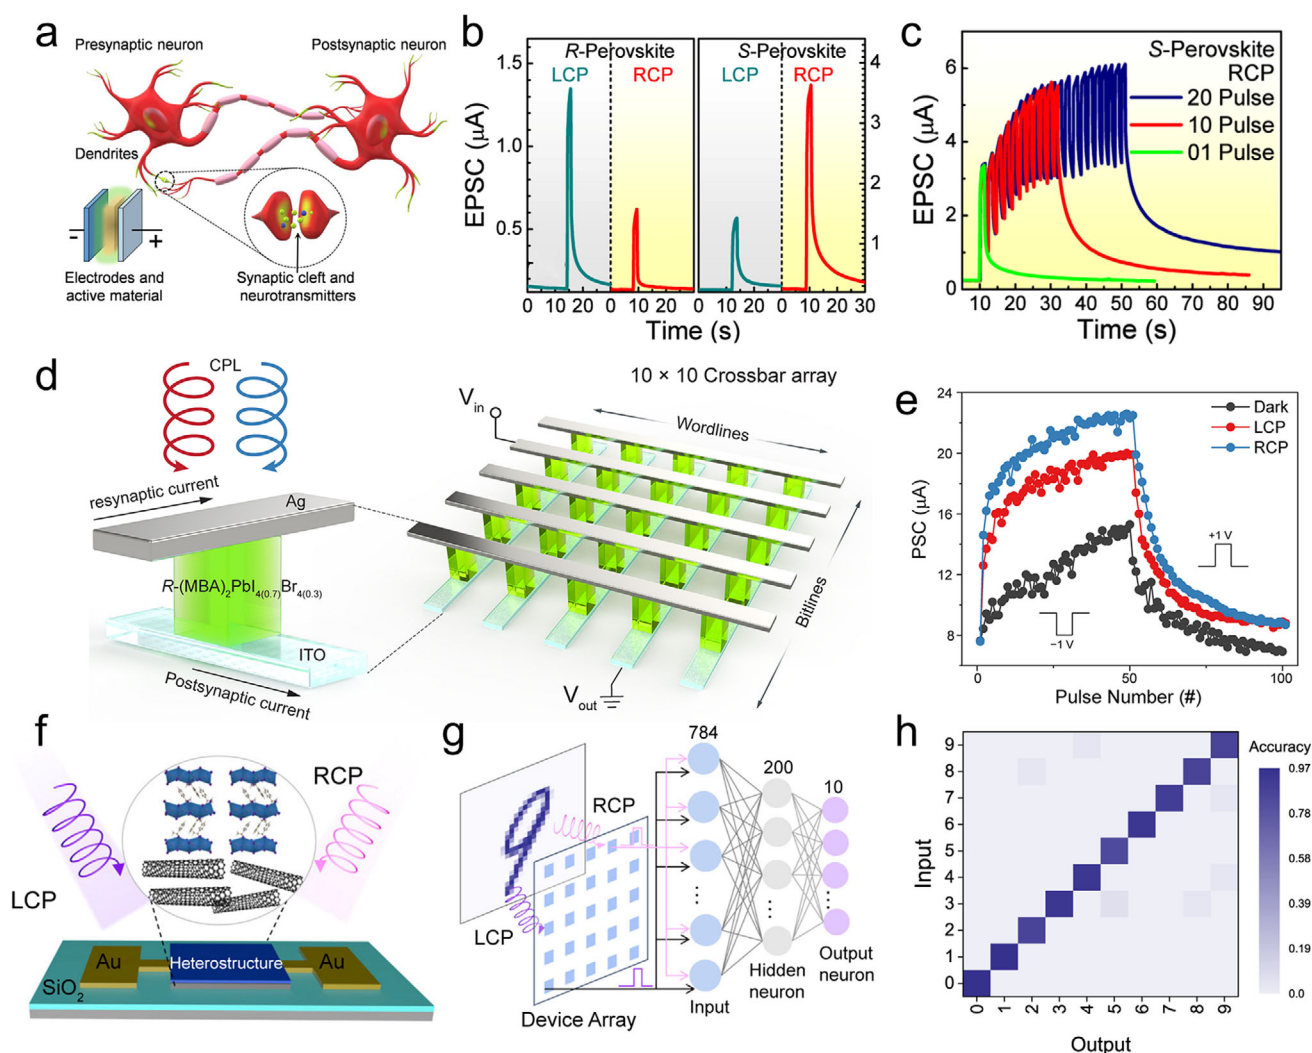 a
Presynaptic neuron
Postsynaptic neuron
Dendrites
- +
Electrodes and
active material
Synaptic cleft and
neurotransmitters
b
R-Perovskite
S-Perovskite
LCP
RCP
LCP
RCP
EPSC (μA)
1.5
1.0
0.5
4
3
2
1
0 10 20 0 10 20 0 10 20 0 10 20 30
Time (s)
c
S-Perovskite
RCP
20 Pulse
10 Pulse
01 Pulse
EPSC (μA)
6
4
2
0
10 20 30 40 50 60 70 80 90
Time (s)
d
CPL
10 × 10 Crossbar array
Vin
Wordlines
Bitlines
resynaptic current
Ag
R-(MBA)2PbI4(0.7)Br4(0.3)
ITO
Postsynaptic current
Vout
e
Dark
LCP
RCP
PSC (μA)
24
20
16
12
8
+1 V
−1 V
0 50 100
Pulse Number (#)
f
LCP
RCP
Au
Heterostructure
Au
SiO2
g
784
200
10
RCP
LCP
Device Array
Input
Hidden
neuron
Output
neuron
h
Accuracy
0.97
0.78
0.58
0.39
0.19
0.0
Input
9
8
7
6
5
4
3
2
1
0
0 1 2 3 4 5 6 7 8 9
Output